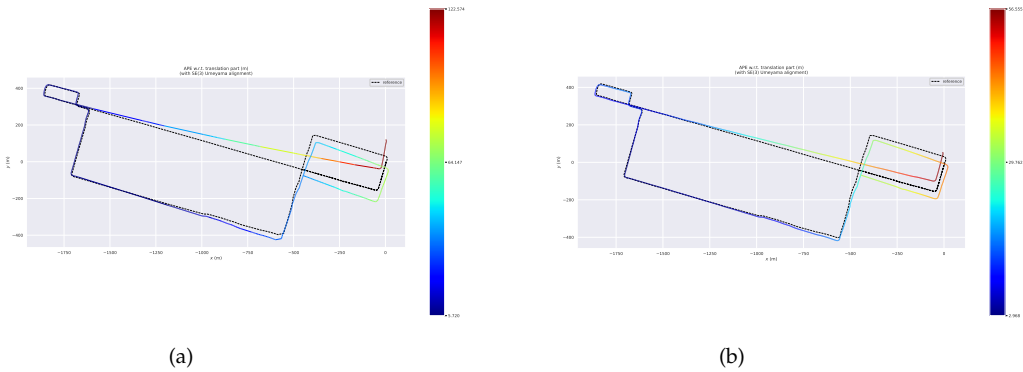 APE w.r.t. translation part (m)
(with SE(3) Umeyama alignment)
reference
122.574
64.147
5.720
400
200
0
−200
−400
y (m)
−1750
−1500
−1250
−1000
−750
−500
−250
0
x (m)
(a)
APE w.r.t. translation part (m)
(with SE(3) Umeyama alignment)
reference
56.555
29.762
2.968
400
200
0
−200
−400
y (m)
−1750
−1500
−1250
−1000
−750
−500
−250
0
x (m)
(b)